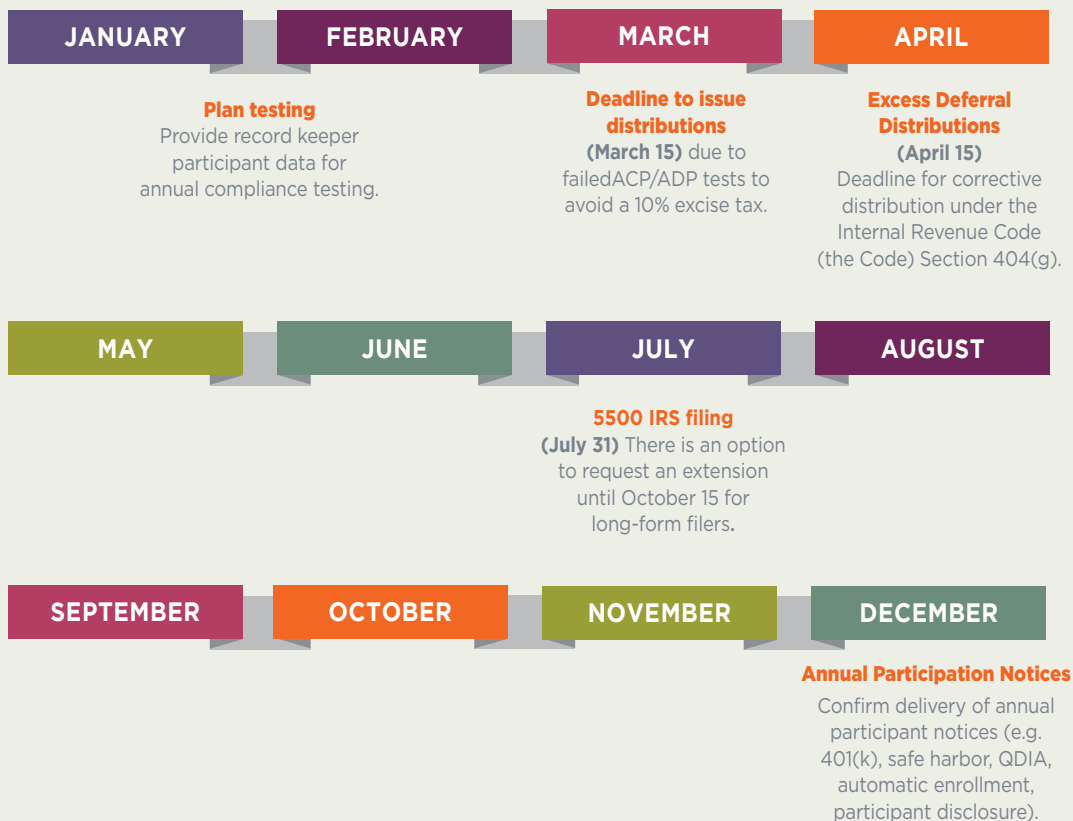 JANUARY
FEBRUARY
MARCH
APRIL
Plan testing
Provide record keeper
participant data for
annual compliance testing.
Deadline to issue
distributions
(March 15) due to
failedACP/ADP tests to
avoid a 10% excise tax.
Excess Deferral
Distributions
(April 15)
Deadline for corrective
distribution under the
Internal Revenue Code
(the Code) Section 404(g).
MAY
JUNE
JULY
AUGUST
5500 IRS filing
(July 31) There is an option
to request an extension
until October 15 for
long-form filers.
SEPTEMBER
OCTOBER
NOVEMBER
DECEMBER
Annual Participation Notices
Confirm delivery of annual
participant notices (e.g.
401(k), safe harbor, QDIA,
automatic enrollment,
participant disclosure).